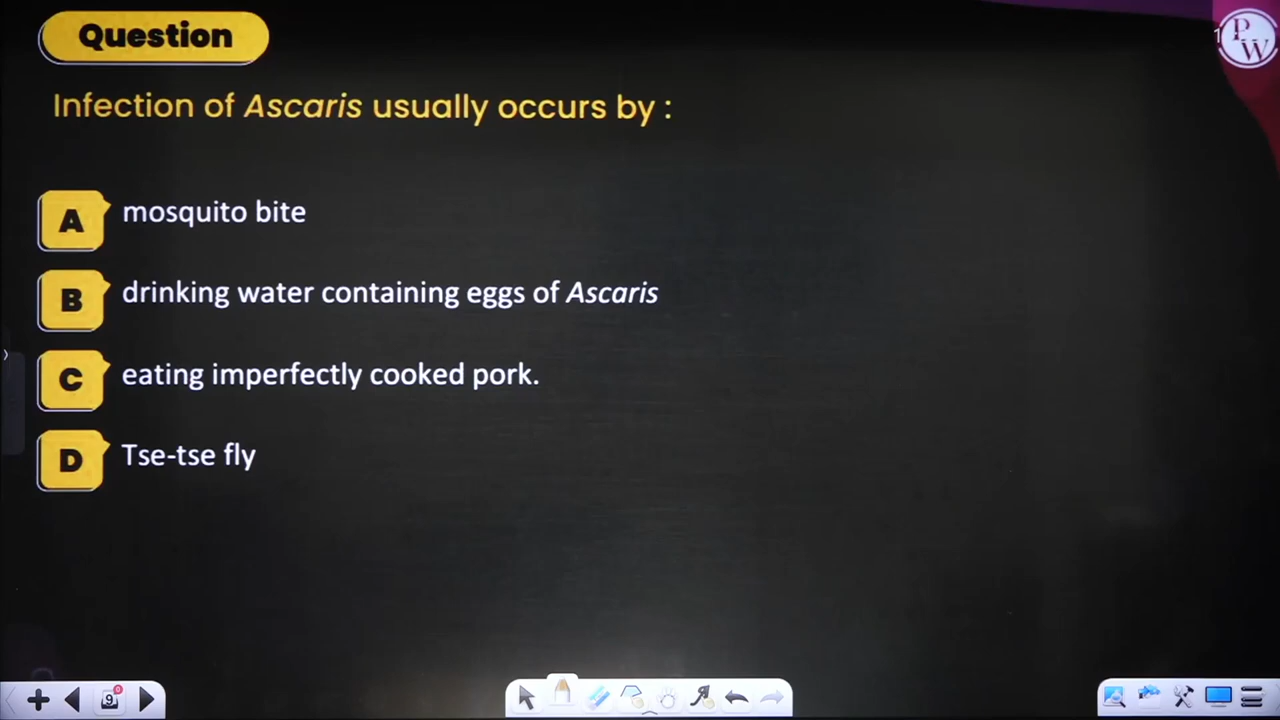 Question
Infection of Ascaris usually occurs by :
A mosquito bite
B drinking water containing eggs of Ascaris
C eating imperfectly cooked pork.
D Tse-tse fly
P
W
9